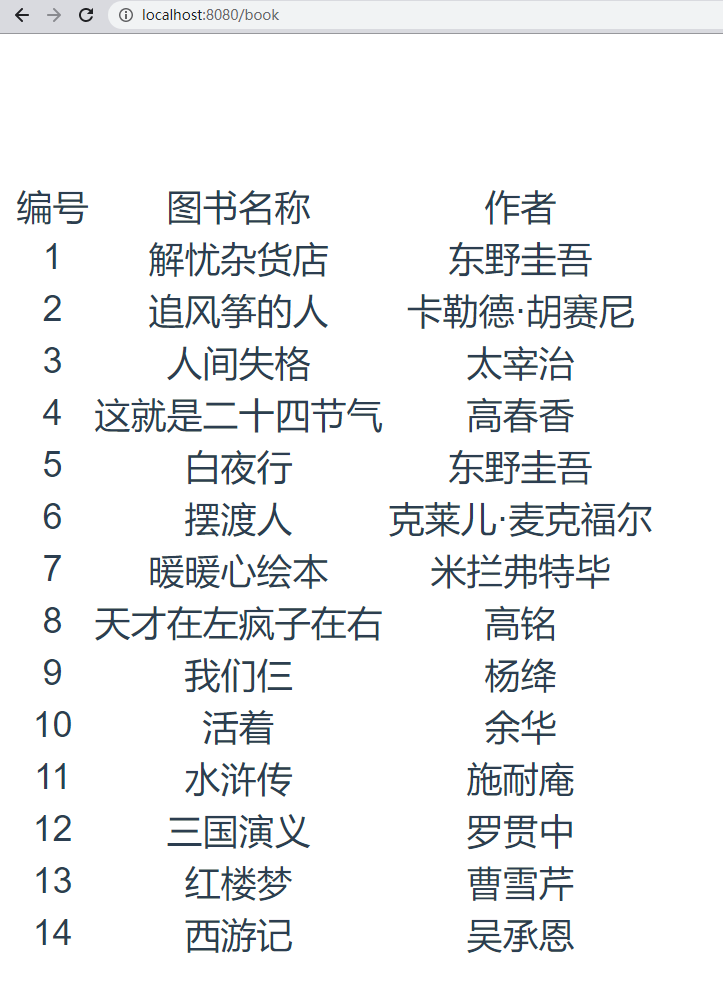 localhost:8080/book
编号 图书名称 作者
1 解忧杂货店 东野圭吾
2 追风筝的人 卡勒德·胡赛尼
3 人间失格 太宰治
4 这就是二十四节气 高春香
5 白夜行 东野圭吾
6 摆渡人 克莱儿·麦克福尔
7 暖暖心绘本 米拦弗特毕
8 天才在左疯子在右 高铭
9 我们仨 杨绛
10 活着 余华
11 水浒传 施耐庵
12 三国演义 罗贯中
13 红楼梦 曹雪芹
14 西游记 吴承恩